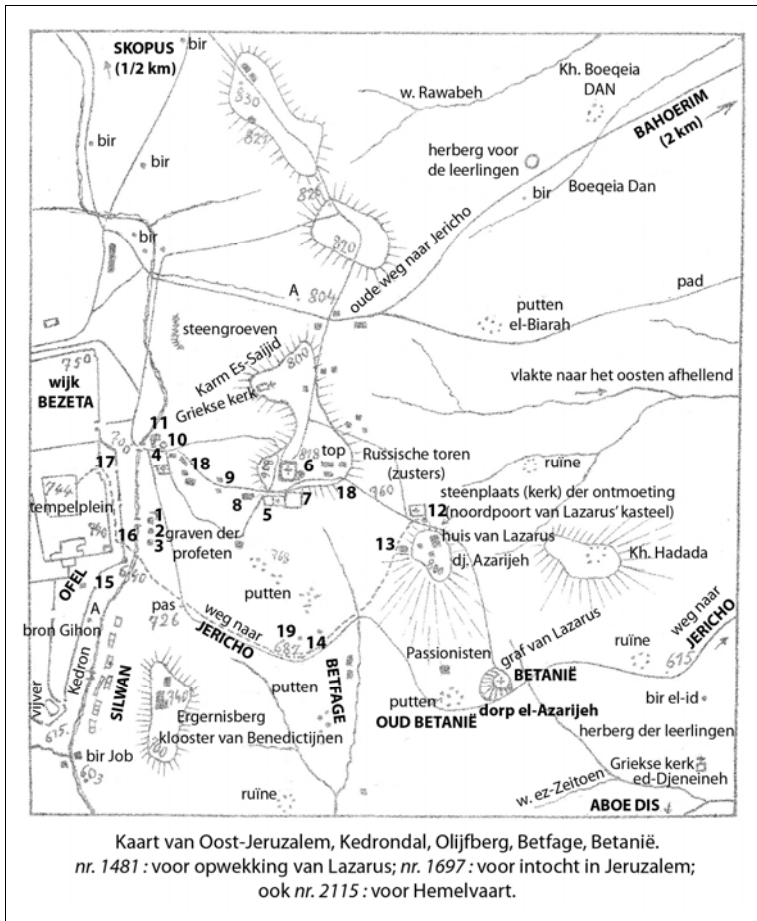 SKOPUS
(1/2 km)
bir
830
827
w. Rawabeh
Kh. Boeqeia
DAN
BAHOERIM
(2 km)
bir
bir
herberg voor
de leerlingen
bir
Boeqeia Dan
826
bir
820
oude weg naar Jericho
pad
A
804
putten
el-Biarah
steengroeven
Karm Es-Saijid
800
vlakte naar het oosten afhellend
750
wijk
BEZETA
Griekse kerk
11
10
4
18
9
818
top
6
Russische toren
(zusters)
ruïne
17
744
8
5
7
18
760
steenplaats (kerk) der ontmoeting
12
(noordpoort van Lazarus' kasteel)
tempelplein
1
2
3
graven der
profeten
16
13
huis van Lazarus
dj. Azarijeh
Kh. Hadada
OFEL
15
putten
A
bron Gihon
pas
726
weg naar
JERICHO
19
687
14
graf van Lazarus
weg naar
JERICHO
Kedron
SILWAN
BETFAGE
Passionisten
BETANIË
ruïne
615
vijver
740
putten
putten
OUD BETANIË
dorp el-Azarijeh
bir el-id
Ergernisberg
klooster van Benedictijnen
herberg der leerlingen
615
bir Job
603
Griekse kerk
ed-Djeneineh
ruïne
w. ez-Zeitoen
ABOE DIS
Kaart van Oost-Jeruzalem, Kedrondal, Olijfberg, Betfage, Betanië.
nr. 1481 : voor opwekking van Lazarus; nr. 1697 : voor intocht in Jeruzalem;
ook nr. 2115 : voor Hemelvaart.